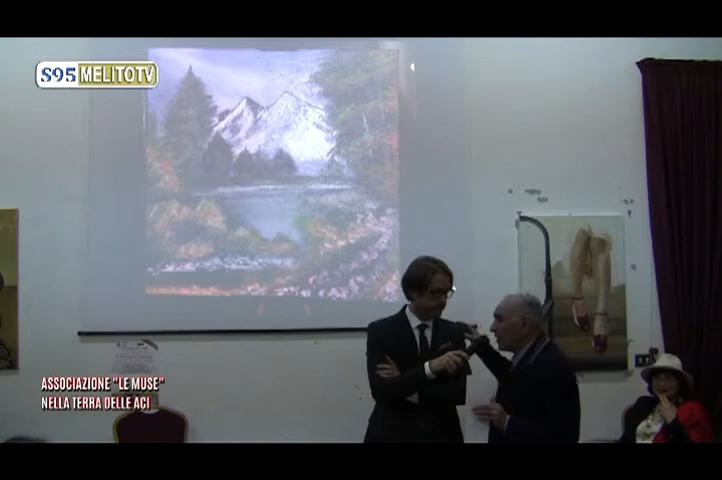 S95 MELITOTV
ASSOCIAZIONE "LE MUSE"
NELLA TERRA DELLE ACI